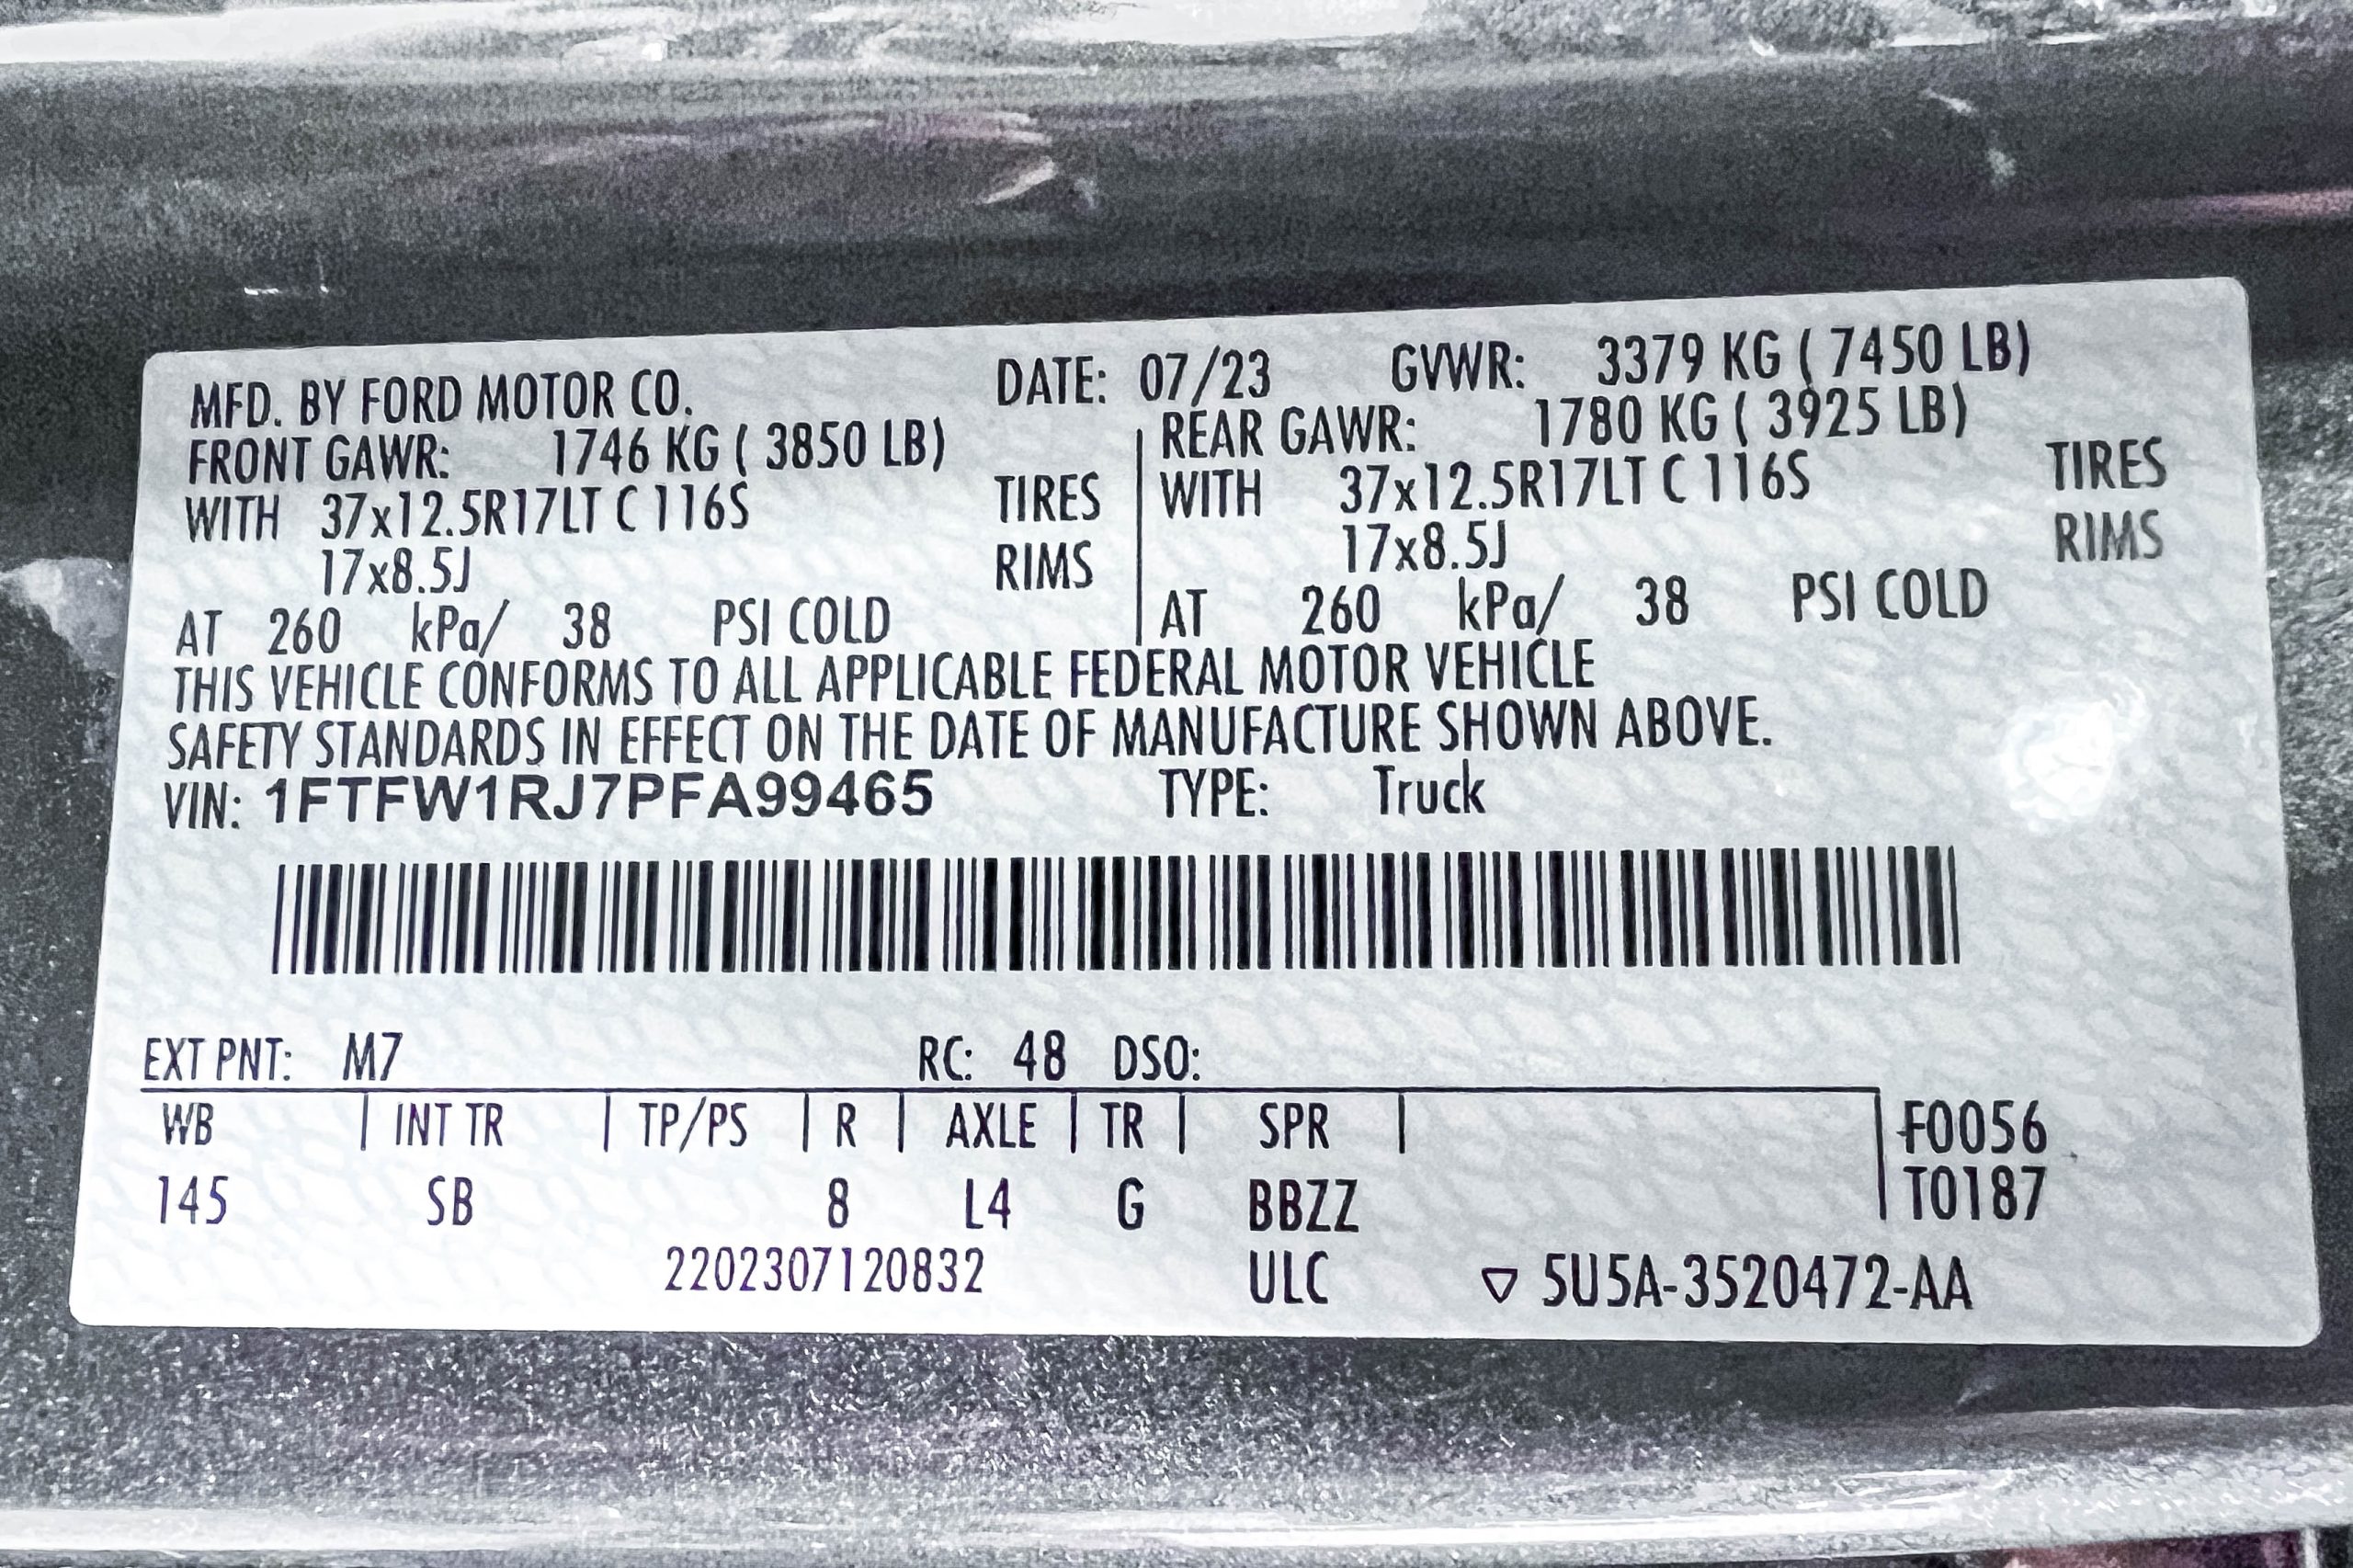 MFD. BY FORD MOTOR CO. DATE: 07/23 GVWR: 3379 KG ( 7450 LB)
FRONT GAWR: 1746 KG ( 3850 LB) REAR GAWR: 1780 KG ( 3925 LB)
WITH 37x12.5R17LT C 116S TIRES WITH 37x12.5R17LT C 116S TIRES
17x8.5J RIMS 17x8.5J RIMS
AT 260 kPa/ 38 PSI COLD AT 260 kPa/ 38 PSI COLD
THIS VEHICLE CONFORMS TO ALL APPLICABLE FEDERAL MOTOR VEHICLE
SAFETY STANDARDS IN EFFECT ON THE DATE OF MANUFACTURE SHOWN ABOVE.
VIN: 1FTFW1RJ7PFA99465 TYPE: Truck
EXT PNT: M7 RC: 48 DSO:
WB | INT TR | TP/PS | R | AXLE | TR | SPR | F0056
145 SB 8 L4 G BBZZ T0187
2202307120832 ULC ▽ 5U5A-3520472-AA